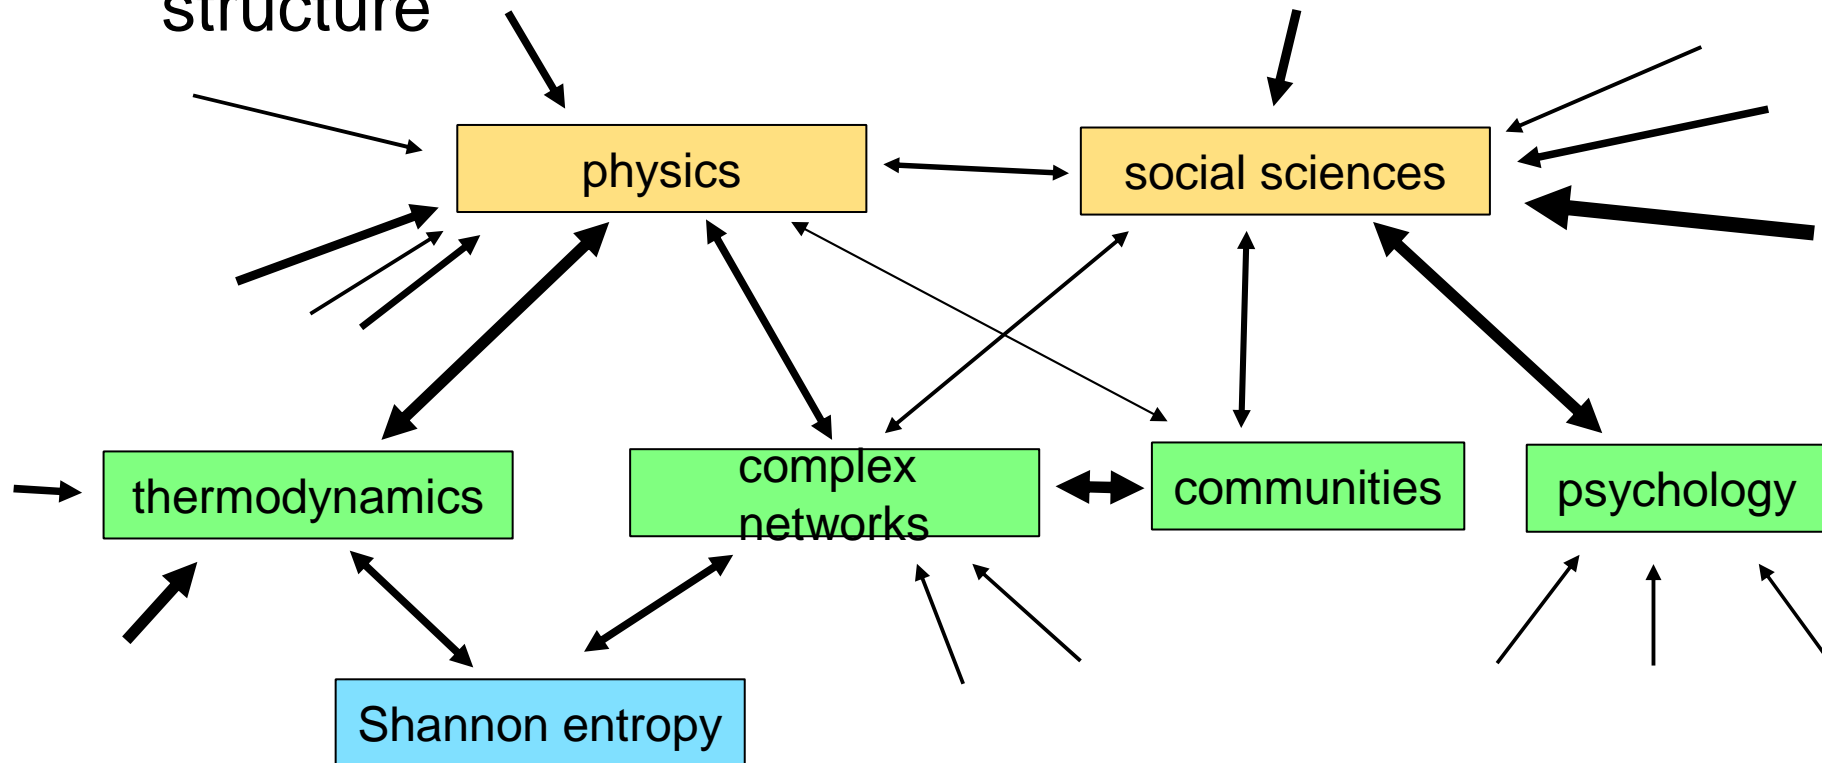 structure
physics
social sciences
thermodynamics
complex
networks
communities
psychology
Shannon entropy